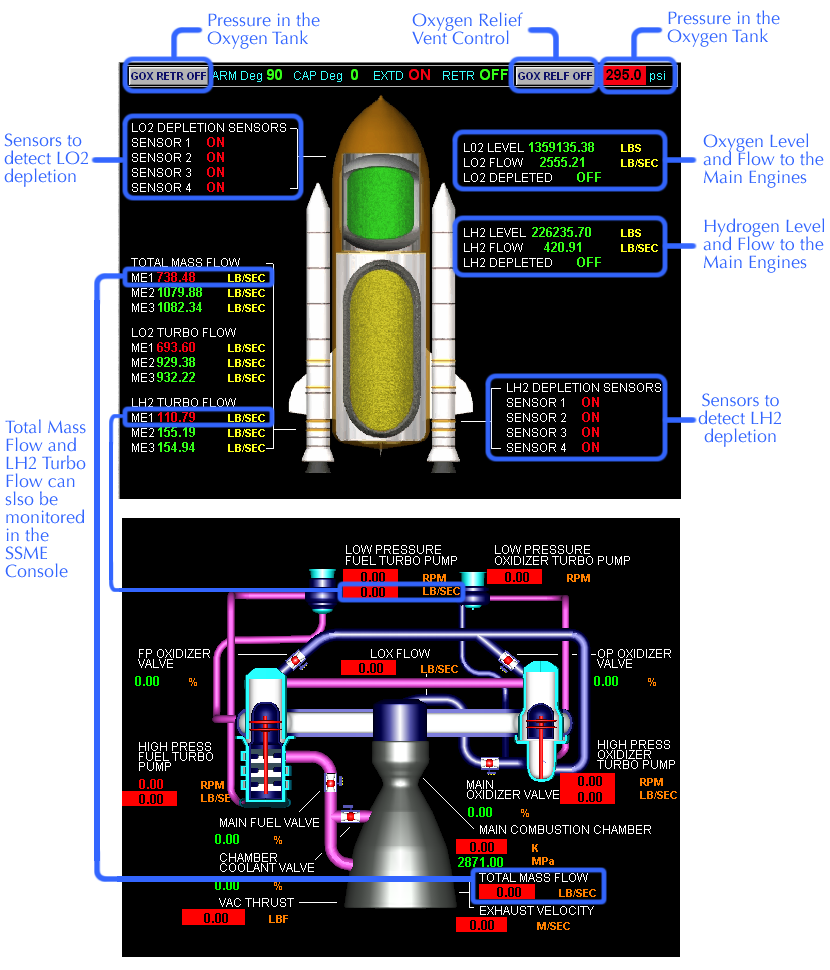 Pressure in the
Oxygen Tank
Oxygen Relief
Vent Control
Pressure in the
Oxygen Tank
GOX RETR OFF ARM Deg 90 CAP Deg 0 EXTD ON RETR OFF GOX RELF OFF 295.0 psi
Sensors to
detect LO2
depletion
LO2 DEPLETION SENSORS
SENSOR 1 ON
SENSOR 2 ON
SENSOR 3 ON
SENSOR 4 ON
LO2 LEVEL 1359135.38 LBS
LO2 FLOW 2555.21 LB/SEC
LO2 DEPLETED OFF
Oxygen Level
and Flow to the
Main Engines
LH2 LEVEL 226235.70 LBS
LH2 FLOW 420.91 LB/SEC
LH2 DEPLETED OFF
Hydrogen Level
and Flow to the
Main Engines
TOTAL MASS FLOW
ME1 738.48 LB/SEC
ME2 1079.88 LB/SEC
ME3 1082.34 LB/SEC
LO2 TURBO FLOW
ME1 693.60 LB/SEC
ME2 929.38 LB/SEC
ME3 932.22 LB/SEC
LH2 TURBO FLOW
ME1 110.79 LB/SEC
ME2 155.19 LB/SEC
ME3 154.94 LB/SEC
LH2 DEPLETION SENSORS
SENSOR 1 ON
SENSOR 2 ON
SENSOR 3 ON
SENSOR 4 ON
Sensors to
detect LH2
depletion
Total Mass
Flow and
LH2 Turbo
Flow can
slso be
monitored
in the
SSME
Console
LOW PRESSURE
FUEL TURBO PUMP
0.00 RPM
0.00 LB/SEC
LOW PRESSURE
OXIDIZER TURBO PUMP
0.00 RPM
FP OXIDIZER
VALVE
0.00 %
LOX FLOW
0.00 LB/SEC
OP OXIDIZER
VALVE
0.00 %
HIGH PRESS
FUEL TURBO
PUMP
0.00 RPM
0.00 LB/SE
HIGH PRESS
OXIDIZER
TURBO PUMP
0.00 RPM
0.00 LB/SEC
MAIN
OXIDIZER VALVE
0.00 %
MAIN FUEL VALVE
0.00 %
MAIN COMBUSTION CHAMBER
0.00 K
2871.00 MPa
CHAMBER
COOLANT VALVE
0.00 %
TOTAL MASS FLOW
0.00 LB/SEC
VAC THRUST
0.00 LBF
EXHAUST VELOCITY
0.00 M/SEC